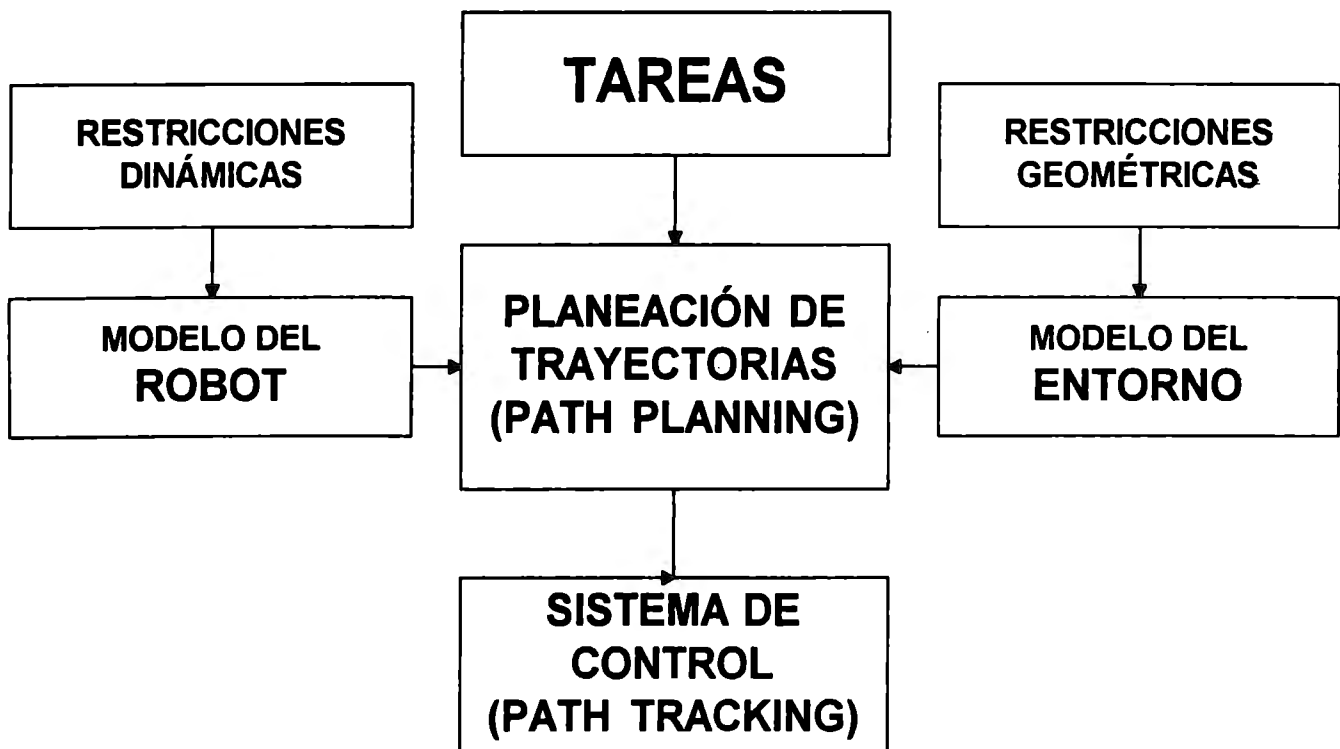 TAREAS
RESTRICCIONES
DINÁMICAS
RESTRICCIONES
GEOMÉTRICAS
MODELO DEL
ROBOT
PLANEACIÓN DE
TRAYECTORIAS
(PATH PLANNING)
MODELO DEL
ENTORNO
SISTEMA DE
CONTROL
(PATH TRACKING)